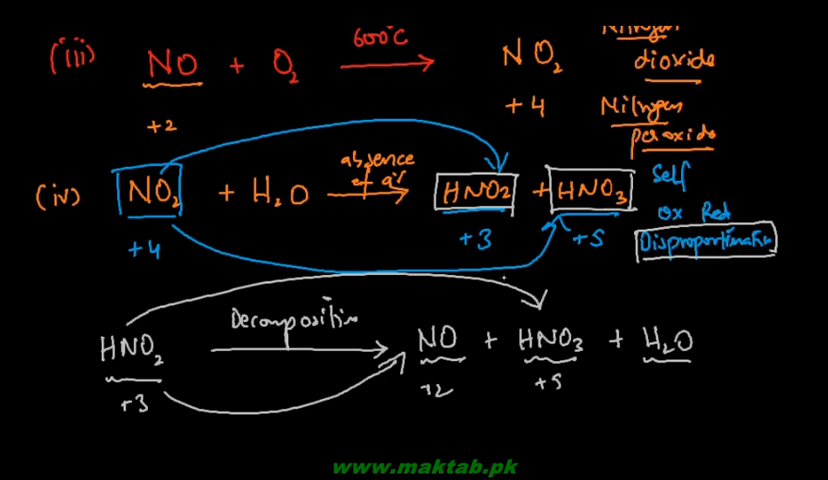 Nitrogen
(iii) NO + O₂ 600°C → NO₂ dioxide
+2 +4 Nitrogen
peroxide
(iv) NO₂ + H₂O absence of air → HNO₂ + HNO₃ Self
+4 +3 +5 ox Red
Disproportination
HNO₂ Decomposition → NO + HNO₃ + H₂O
+3 +2 +5
www.maktab.pk